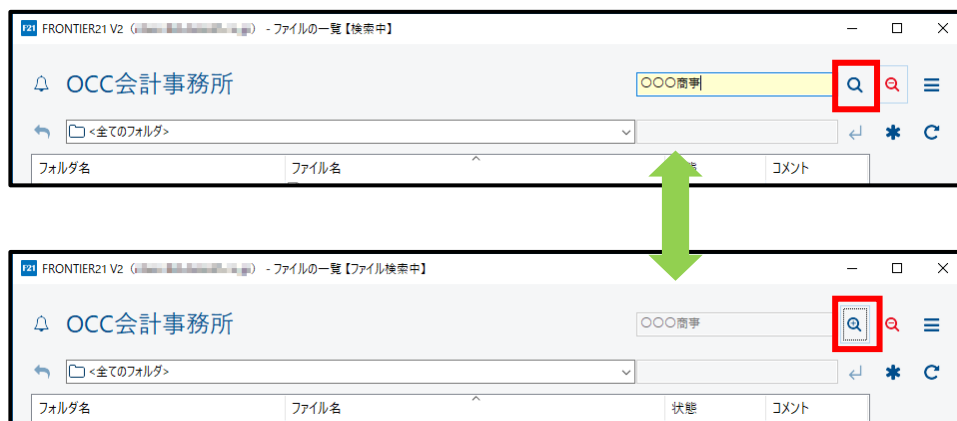 F21 FRONTIER21 V2 （ ） - ファイルの一覧【検索中】
OCC会計事務所
〇〇〇商事
<全てのフォルダ>
フォルダ名 ファイル名 コメント
F21 FRONTIER21 V2 （ ） - ファイルの一覧【ファイル検索中】
OCC会計事務所
〇〇〇商事
<全てのフォルダ>
フォルダ名 ファイル名 状態 コメント